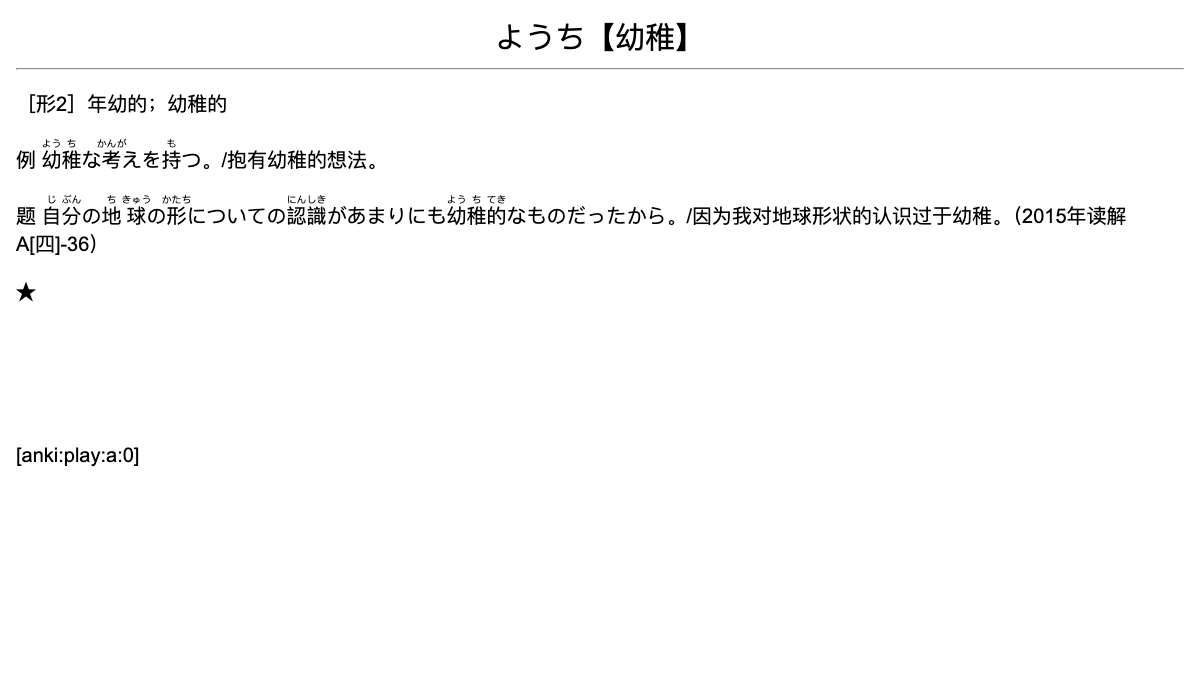 ようち【幼稚】
［形2］年幼的；幼稚的
よう ち かんが も
例 幼稚な考えを持つ。/抱有幼稚的想法。
じ ぶん ち きゅう かたち にんしき よう ち てき
题 自分の地球の形についての認識があまりにも幼稚的なものだったから。/因为我对地球形状的认识过于幼稚。（2015年读解
A[四]-36）
★
[anki:play:a:0]